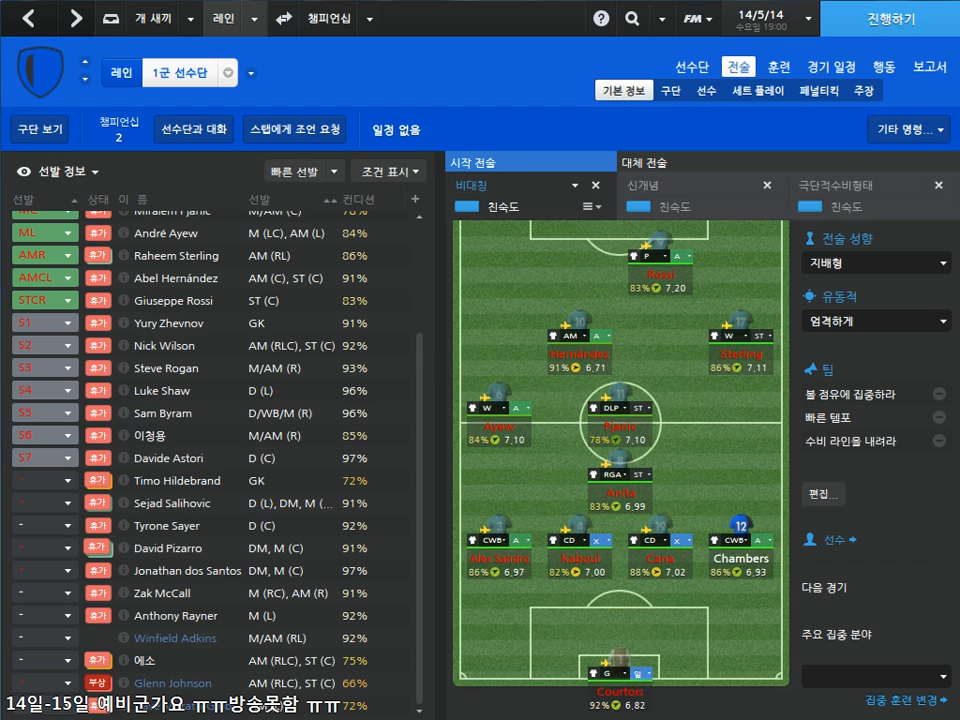 개 새끼 레인 챔피언십 FM 14/5/14 수요일 19:00 진행하기
레인 1군 선수단
선수단 전술 훈련 경기 일정 행동 보고서
기본 정보 구단 선수 세트 플레이 페널티킥 주장
구단 보기 챔피언십 2 선수단과 대화 스탭에게 조언 요청 일정 없음 기타 명령...
선발 정보 빠른 선발 조건 표시
선발 상태 이 름 선발 컨디션
MC 휴가 Miralem Pjanic M/AM (C) 78%
ML 휴가 André Ayew M (LC), AM (L) 84%
AMR 휴가 Raheem Sterling AM (RL) 86%
AMCL 휴가 Abel Hernández AM (C), ST (C) 91%
STCR 휴가 Giuseppe Rossi ST (C) 83%
S1 휴가 Yury Zhevnov GK 91%
S2 휴가 Nick Wilson AM (RLC), ST (C) 92%
S3 휴가 Steve Rogan M/AM (R) 93%
S4 휴가 Luke Shaw D (L) 96%
S5 휴가 Sam Byram D/WB/M (R) 96%
S6 휴가 이청용 M/AM (R) 85%
S7 휴가 Davide Astori D (C) 97%
- 휴가 Timo Hildebrand GK 72%
- 휴가 Sejad Salihovic D (L), DM, M (... 91%
- 휴가 Tyrone Sayer D (C) 92%
- 휴가 David Pizarro DM, M (C) 91%
- 휴가 Jonathan dos Santos DM, M (C) 97%
- 휴가 Zak McCall M (RC), AM (R) 91%
- 휴가 Anthony Rayner M (L) 92%
- Winfield Adkins M/AM (RL) 92%
- 휴가 에소 AM (RLC), ST (C) 75%
- 부상 Glenn Johnson AM (RLC), ST (C) 66%
72%
14일-15일 예비군가요 ㅠㅠ방송못함 ㅠㅠ
시작 전술 대체 전술
비대칭 신개념 극단적수비형태
친숙도 친숙도 친숙도
P A
Rossi
83% 7,20
10 17
AM A W ST
Hernández Sterling
91% 6,71 86% 7,11
11
W A DLP ST
Ayew Pjanic
84% 7,10 78% 7,10
RGA ST
Anita
83% 6,99
3 4 19 12
CWB A CD X CD X CWB A
Alex Sandro Kaboul Cana Chambers
86% 6,97 82% 7,00 88% 7,02 86% 6,93
G 일
Courtois
92% 6,82
전술 성향
지배형
유동적
엄격하게
팀
볼 점유에 집중하라
빠른 템포
수비 라인을 내려라
편집...
선수
다음 경기
주요 집중 분야
집중 훈련 변경